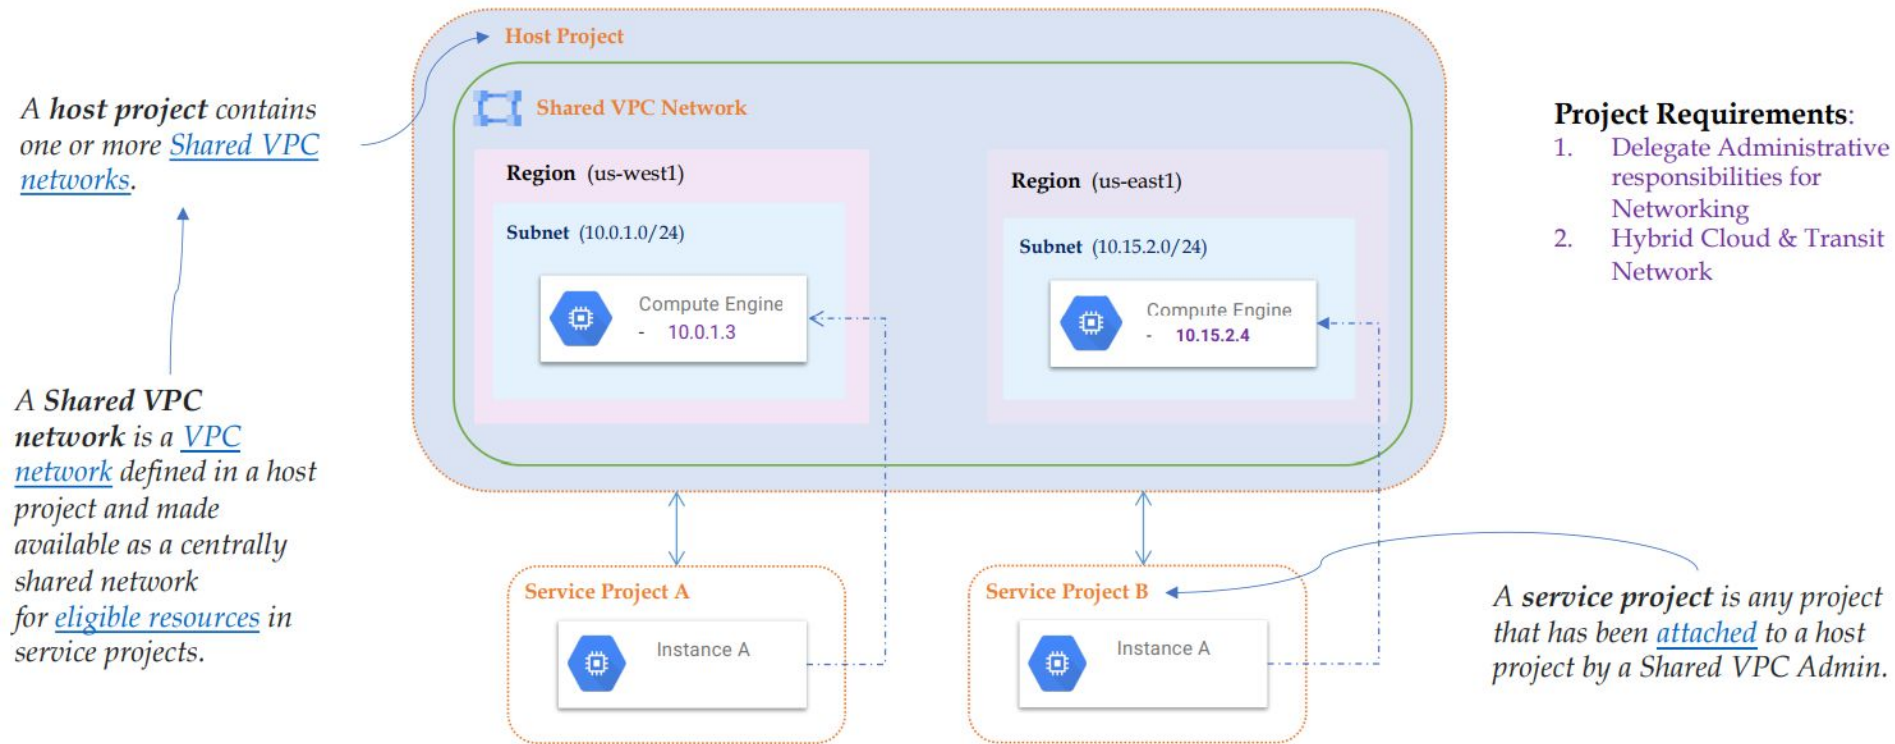 Host Project
A host project contains
one or more Shared VPC
networks.
A Shared VPC
network is a VPC
network defined in a host
project and made
available as a centrally
shared network
for eligible resources in
service projects.
Shared VPC Network
Region (us-west1)
Subnet (10.0.1.0/24)
Compute Engine
- 10.0.1.3
Region (us-east1)
Subnet (10.15.2.0/24)
Compute Engine
- 10.15.2.4
Service Project A
Instance A
Service Project B
Instance A
Project Requirements:
1. Delegate Administrative
responsibilities for
Networking
2. Hybrid Cloud & Transit
Network
A service project is any project
that has been attached to a host
project by a Shared VPC Admin.